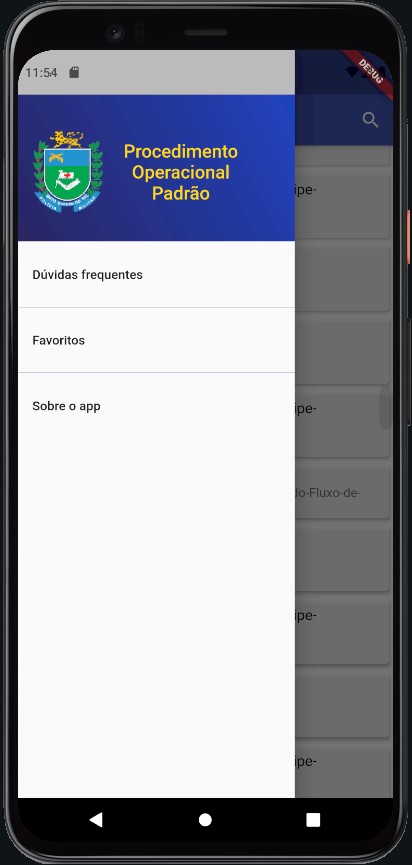 11:54
DEBUG
Procedimento
Operacional
Padrão
ipe-
Dúvidas frequentes
Favoritos
Sobre o app
ipe-
do-Fluxo-de-
ipe-
ipe-